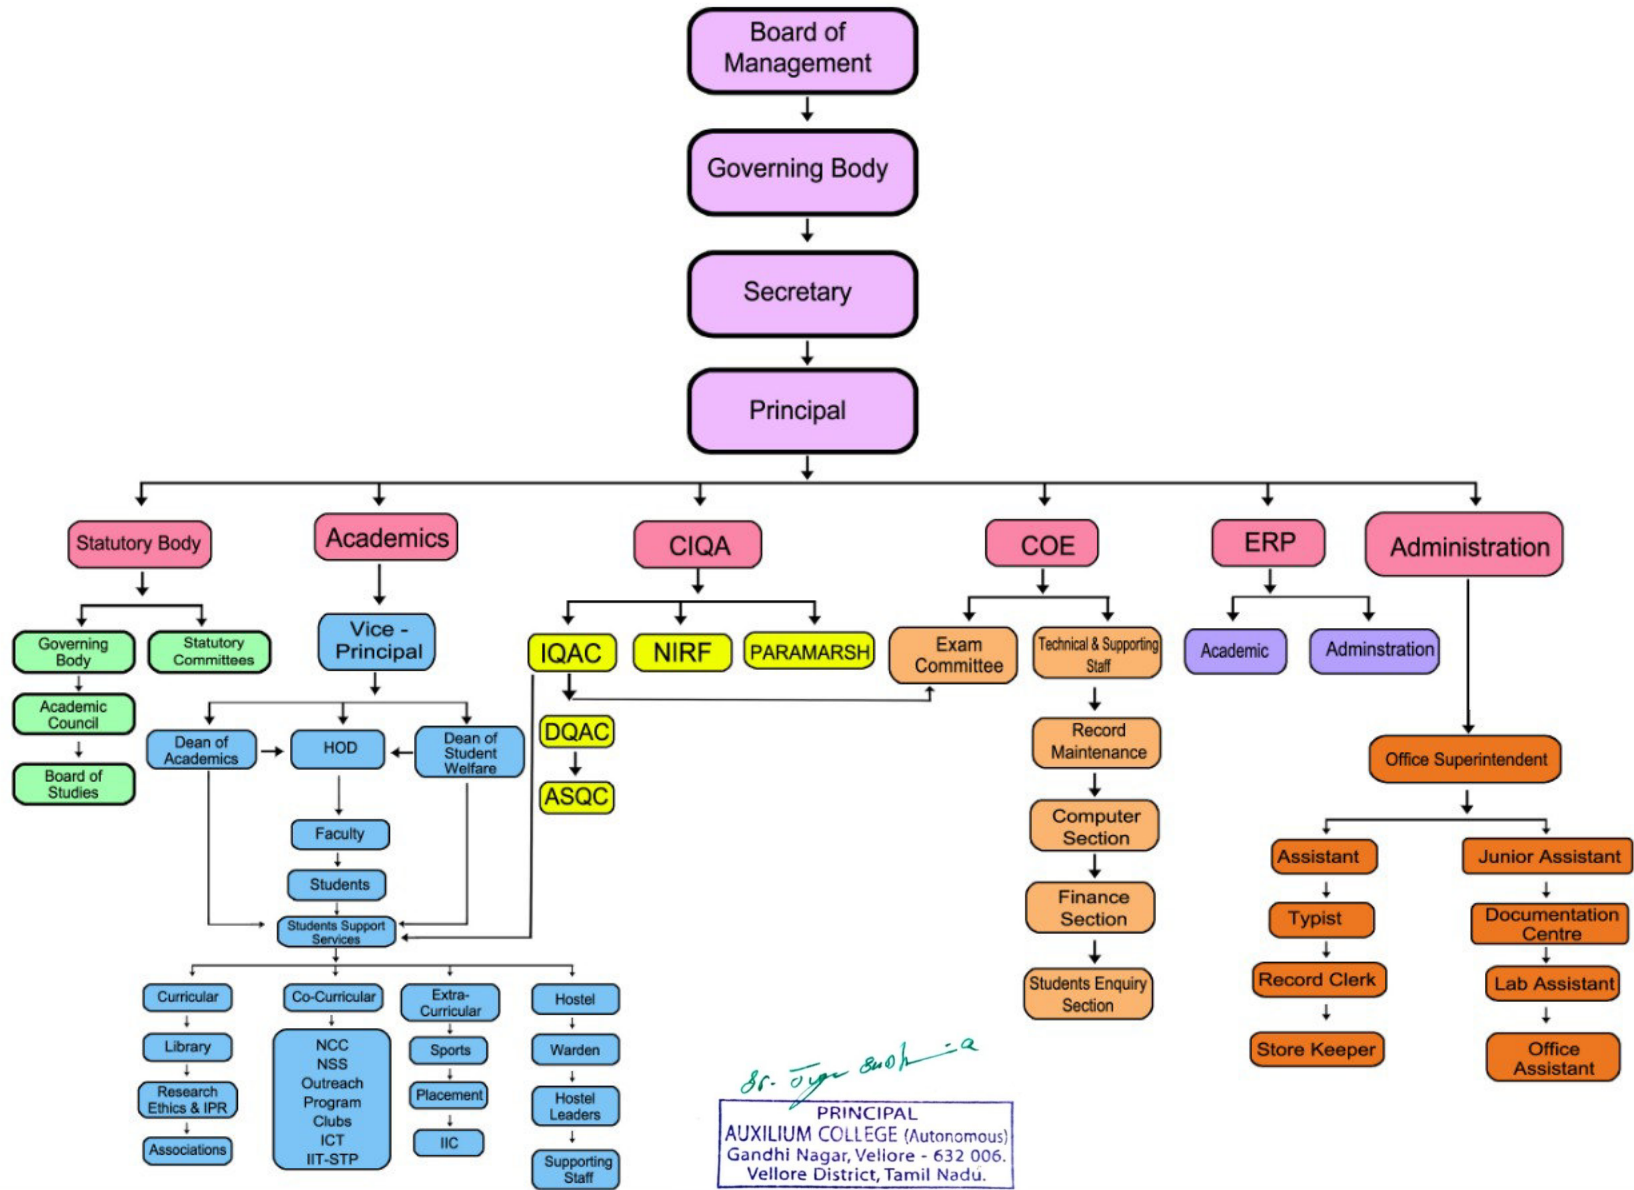 Board of
Management
Governing Body
Secretary
Principal
Statutory Body
Academics
CIQA
COE
ERP
Administration
Governing
Body
Statutory
Committees
Academic
Council
Board of
Studies
Vice -
Principal
Dean of
Academics
HOD
Dean of
Student
Welfare
Faculty
Students
Students Support
Services
Curricular
Library
Research
Ethics & IPR
Associations
Co-Curricular
NCC
NSS
Outreach
Program
Clubs
ICT
IIT-STP
Extra-
Curricular
Sports
Placement
IIC
Hostel
Warden
Hostel
Leaders
Supporting
Staff
IQAC
NIRF
PARAMARSH
DQAC
ASQC
Exam
Committee
Technical & Supporting
Staff
Record
Maintenance
Computer
Section
Finance
Section
Students Enquiry
Section
Academic
Adminstration
Office Superintendent
Assistant
Typist
Record Clerk
Store Keeper
Junior Assistant
Documentation
Centre
Lab Assistant
Office
Assistant
PRINCIPAL
AUXILIUM COLLEGE (Autonomous)
Gandhi Nagar, Vellore - 632 006.
Vellore District, Tamil Nadu.